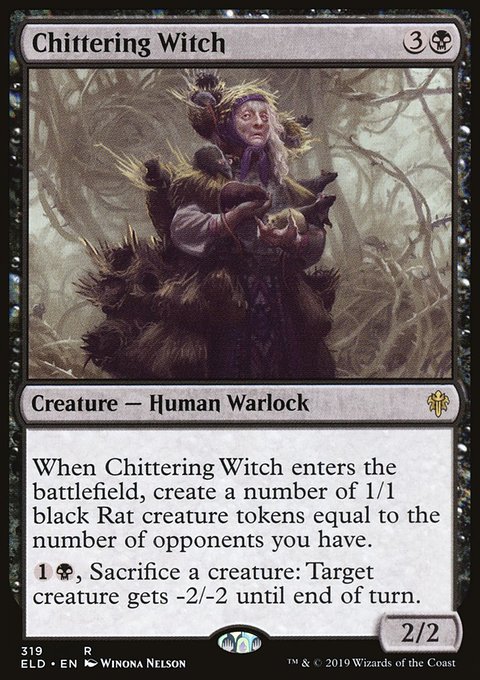 Chittering Witch 3
Creature — Human Warlock
When Chittering Witch enters the
battlefield, create a number of 1/1
black Rat creature tokens equal to the
number of opponents you have.
1, Sacrifice a creature: Target
creature gets -2/-2 until end of turn.
2/2
319 R
ELD • EN Winona Nelson
™ & © 2019 Wizards of the Coast